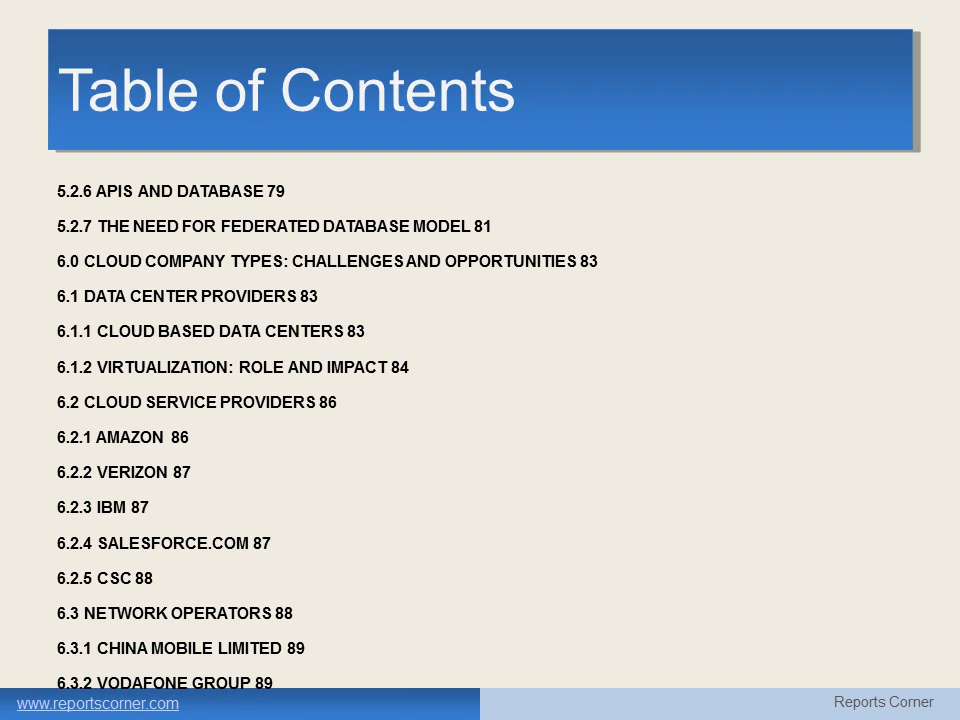 Table of Contents
5.2.6 APIS AND DATABASE 79
5.2.7 THE NEED FOR FEDERATED DATABASE MODEL 81
6.0 CLOUD COMPANY TYPES: CHALLENGES AND OPPORTUNITIES 83
6.1 DATA CENTER PROVIDERS 83
6.1.1 CLOUD BASED DATA CENTERS 83
6.1.2 VIRTUALIZATION: ROLE AND IMPACT 84
6.2 CLOUD SERVICE PROVIDERS 86
6.2.1 AMAZON 86
6.2.2 VERIZON 87
6.2.3 IBM 87
6.2.4 SALESFORCE.COM 87
6.2.5 CSC 88
6.3 NETWORK OPERATORS 88
6.3.1 CHINA MOBILE LIMITED 89
6.3.2 VODAFONE GROUP 89
www.reportscorner.com
Reports Corner